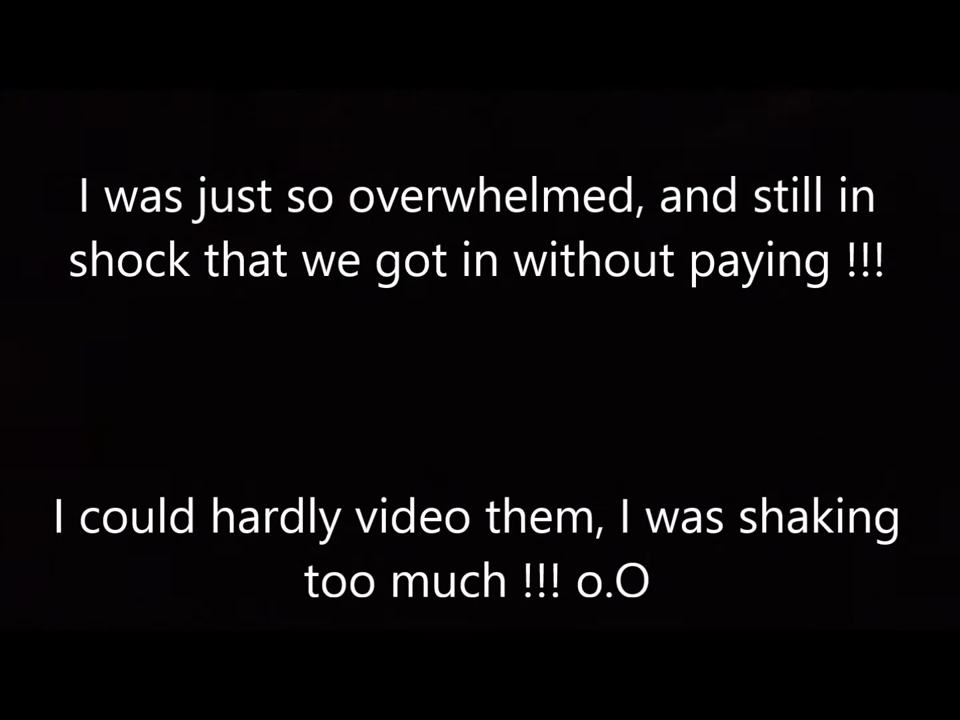 I was just so overwhelmed, and still in
shock that we got in without paying !!!
I could hardly video them, I was shaking
too much !!! o.O